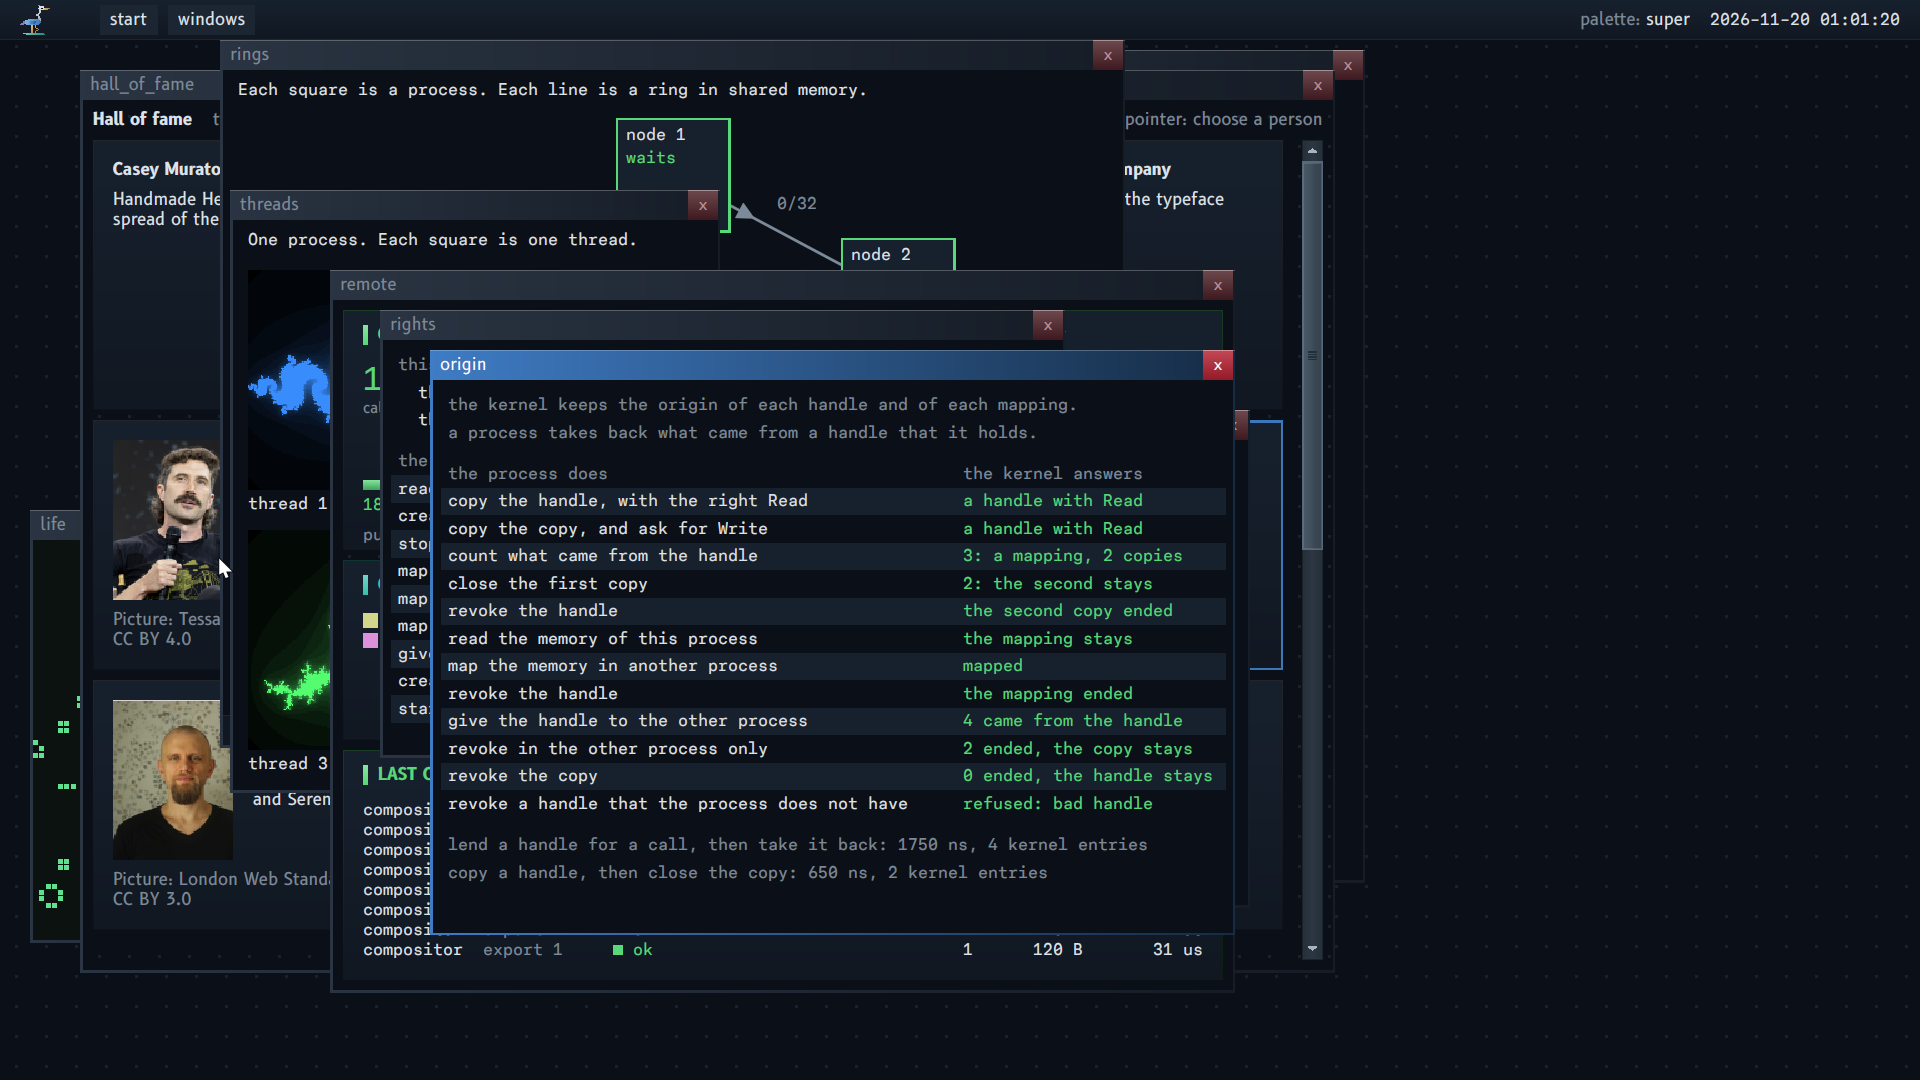 start windows palette: super 2026-11-20 01:01:20
rings x
x
hall_of_fame
x
Each square is a process. Each line is a ring in shared memory.
Hall of fame
pointer: choose a person
node 1
waits
Casey Murato
Handmade He
spread of the
the typeface
threads x
0/32
One process. Each square is one thread.
node 2
remote x
rights x
origin x
the kernel keeps the origin of each handle and of each mapping.
a process takes back what came from a handle that it holds.
the process does the kernel answers
copy the handle, with the right Read a handle with Read
copy the copy, and ask for Write a handle with Read
count what came from the handle 3: a mapping, 2 copies
close the first copy 2: the second stays
revoke the handle the second copy ended
read the memory of this process the mapping stays
map the memory in another process mapped
revoke the handle the mapping ended
give the handle to the other process 4 came from the handle
revoke in the other process only 2 ended, the copy stays
revoke the copy 0 ended, the handle stays
revoke a handle that the process does not have refused: bad handle
lend a handle for a call, then take it back: 1750 ns, 4 kernel entries
copy a handle, then close the copy: 650 ns, 2 kernel entries
the
map
map
map
thread 1
life
Picture: Tessa
CC BY 4.0
thread 3
LAST
and Seren
Picture: London Web Standa
CC BY 3.0
composi
composi
composi
composi
composi
composi
composi
compositor export 1 ok 1 120 B 31 us